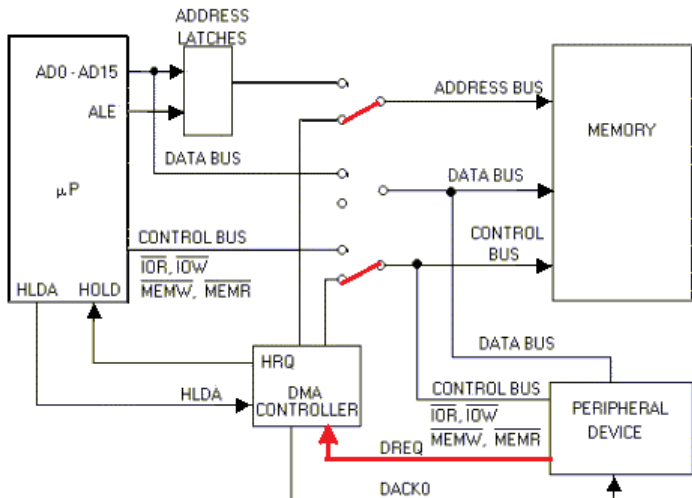 ADDRESS
LATCHES
AD0 - AD15
ALE
μP
DATA BUS
CONTROL BUS
IOR, IOW
MEMW, MEMR
HLDA
HOLD
ADDRESS BUS
MEMORY
DATA BUS
CONTROL
BUS
HRQ
DMA
CONTROLLER
HLDA
DATA BUS
CONTROL BUS
IOR, IOW
MEMW, MEMR
PERIPHERAL
DEVICE
DREQ
DACK0